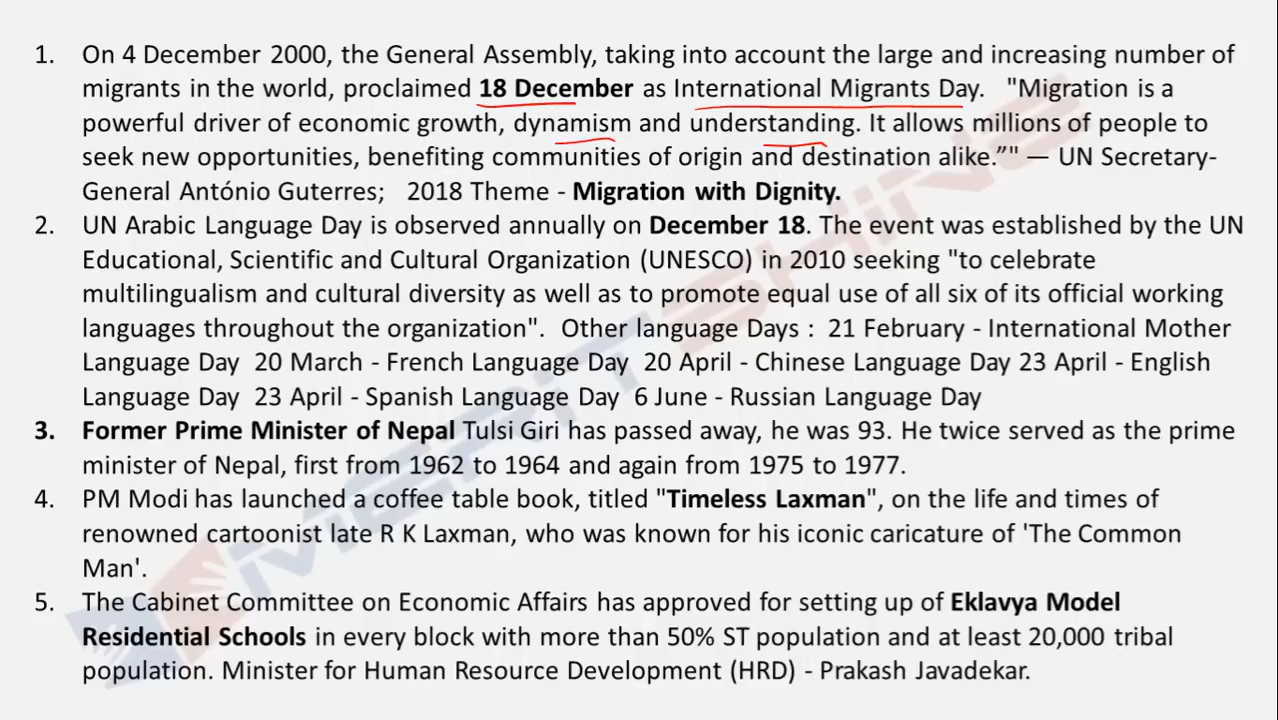 1. On 4 December 2000, the General Assembly, taking into account the large and increasing number of
migrants in the world, proclaimed 18 December as International Migrants Day. "Migration is a
powerful driver of economic growth, dynamism and understanding. It allows millions of people to
seek new opportunities, benefiting communities of origin and destination alike.”" — UN Secretary-
General António Guterres; 2018 Theme - Migration with Dignity.
2. UN Arabic Language Day is observed annually on December 18. The event was established by the UN
Educational, Scientific and Cultural Organization (UNESCO) in 2010 seeking "to celebrate
multilingualism and cultural diversity as well as to promote equal use of all six of its official working
languages throughout the organization". Other language Days : 21 February - International Mother
Language Day 20 March - French Language Day 20 April - Chinese Language Day 23 April - English
Language Day 23 April - Spanish Language Day 6 June - Russian Language Day
3. Former Prime Minister of Nepal Tulsi Giri has passed away, he was 93. He twice served as the prime
minister of Nepal, first from 1962 to 1964 and again from 1975 to 1977.
4. PM Modi has launched a coffee table book, titled "Timeless Laxman", on the life and times of
renowned cartoonist late R K Laxman, who was known for his iconic caricature of 'The Common
Man'.
5. The Cabinet Committee on Economic Affairs has approved for setting up of Eklavya Model
Residential Schools in every block with more than 50% ST population and at least 20,000 tribal
population. Minister for Human Resource Development (HRD) - Prakash Javadekar.
MERIT SHINE